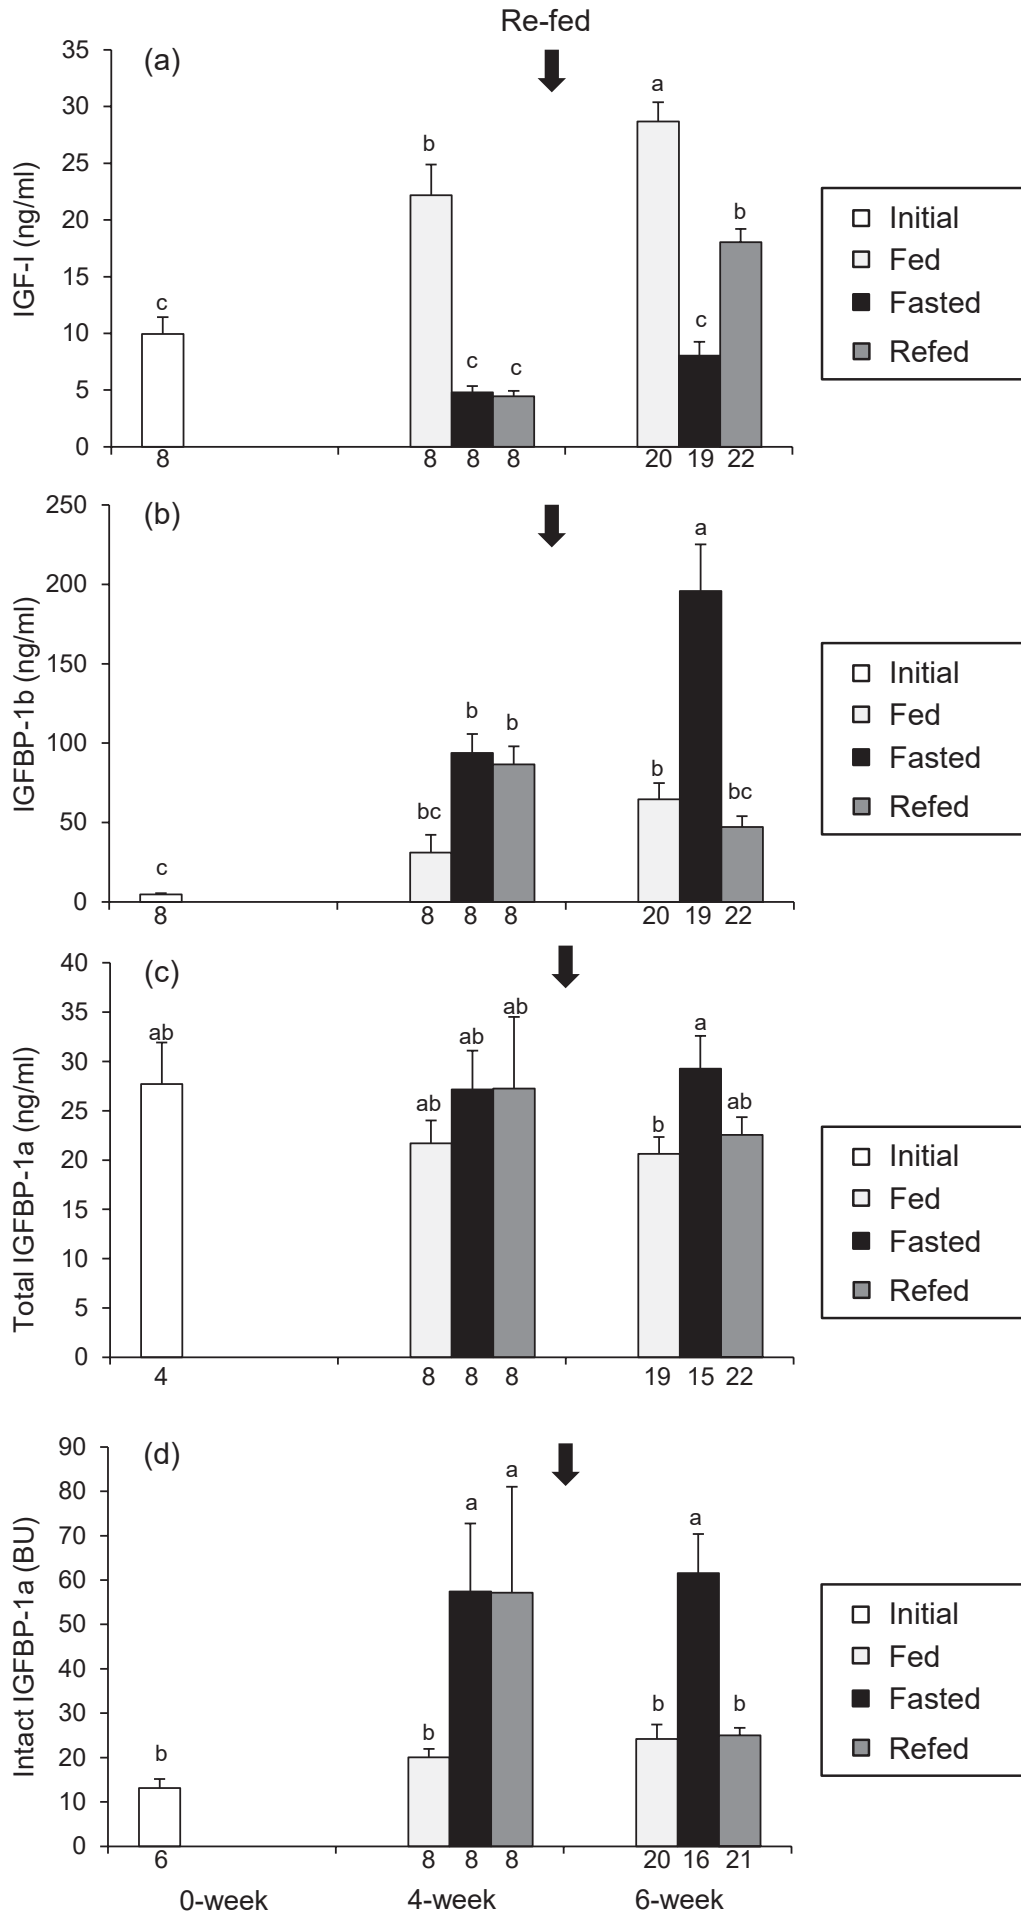 Re-fed
(a)
IGF-I (ng/ml)
35
30
25
20
15
10
5
0
c
b
c
c
a
c
b
8
8 8 8
20 19 22
Initial
Fed
Fasted
Refed
(b)
IGFBP-1b (ng/ml)
250
200
150
100
50
0
c
bc
b
b
b
a
bc
8
8 8 8
20 19 22
Initial
Fed
Fasted
Refed
(c)
Total IGFBP-1a (ng/ml)
40
35
30
25
20
15
10
5
0
ab
ab
ab
ab
b
a
ab
4
8 8 8
19 15 22
Initial
Fed
Fasted
Refed
(d)
Intact IGFBP-1a (BU)
90
80
70
60
50
40
30
20
10
0
b
b
a
a
b
a
b
6
8 8 8
20 16 21
Initial
Fed
Fasted
Refed
0-week 4-week 6-week